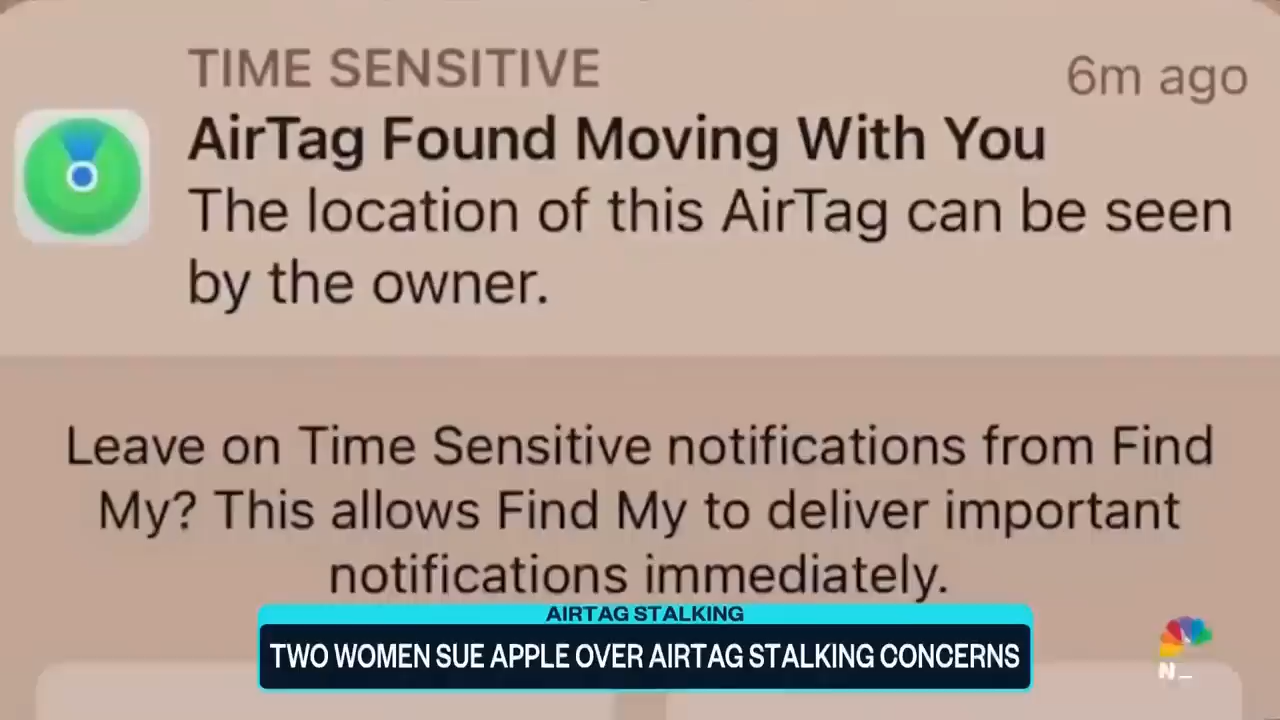 TIME SENSITIVE
6m ago
AirTag Found Moving With You
The location of this AirTag can be seen
by the owner.
Leave on Time Sensitive notifications from Find
My? This allows Find My to deliver important
notifications immediately.
AIRTAG STALKING
TWO WOMEN SUE APPLE OVER AIRTAG STALKING CONCERNS
N